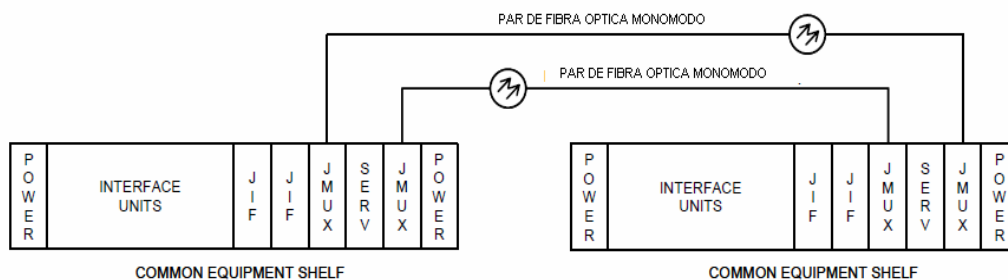 PAR DE FIBRA OPTICA MONOMODO
PAR DE FIBRA OPTICA MONOMODO
POWER
INTERFACE
UNITS
JIF
JIF
JMUX
SERV
JMUX
POWER
COMMON EQUIPMENT SHELF
POWER
INTERFACE
UNITS
JIF
JIF
JMUX
SERV
JMUX
POWER
COMMON EQUIPMENT SHELF